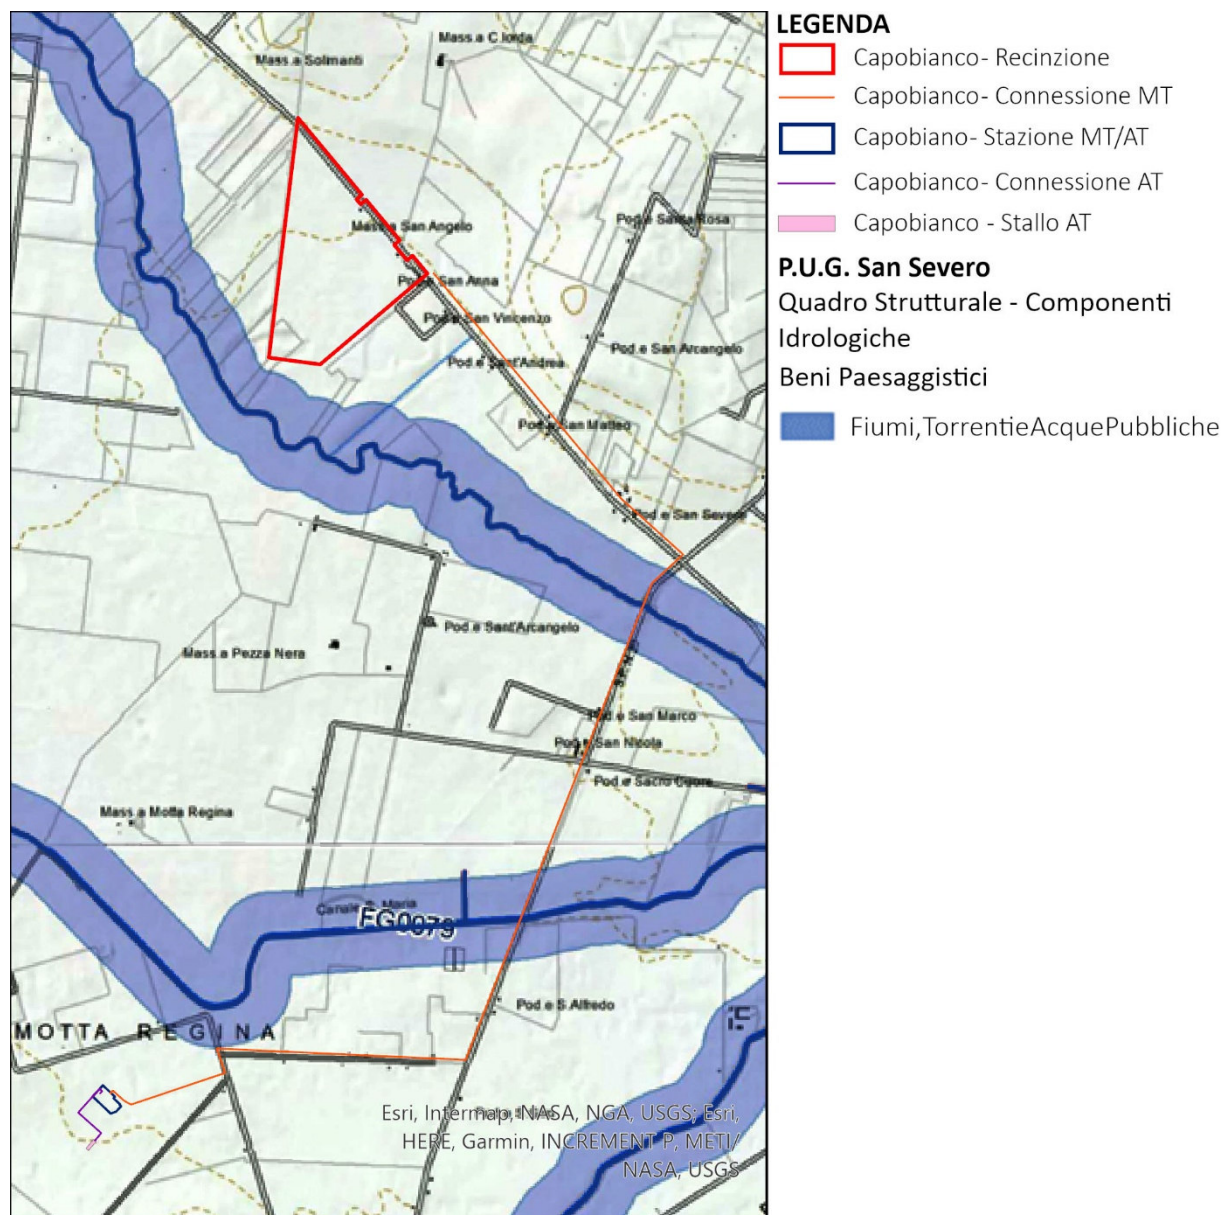 LEGENDA
Capobianco- Recinzione
Capobianco- Connessione MT
Capobiano- Stazione MT/AT
Capobianco- Connessione AT
Capobianco - Stallo AT
P.U.G. San Severo
Quadro Strutturale - Componenti
Idrologiche
Beni Paesaggistici
Fiumi,TorrentieAcquePubbliche
Mass.a C.Iorda
Mass.a Solimanti
Pod.e Santa Rosa
Mass.a San Angelo
Pod.e San Anna
Pod.e San Vincenzo
Pod.e San Arcangelo
Pod.e Sant'Andrea
Pod.e San Matteo
Pod.e San Severo
Pod.e Sant'Arcangelo
Mass.a Pezza Nera
Pod.e San Marco
Pod.e San Nicola
Pod.e Sacro Cuore
Mass.a Motta Regina
Canale S. Maria
FG0079
Pod.e S.Alfredo
MOTTA REGINA
Esri, Intermap, NASA, NGA, USGS; Esri,
HERE, Garmin, INCREMENT P, METI/
NASA, USGS